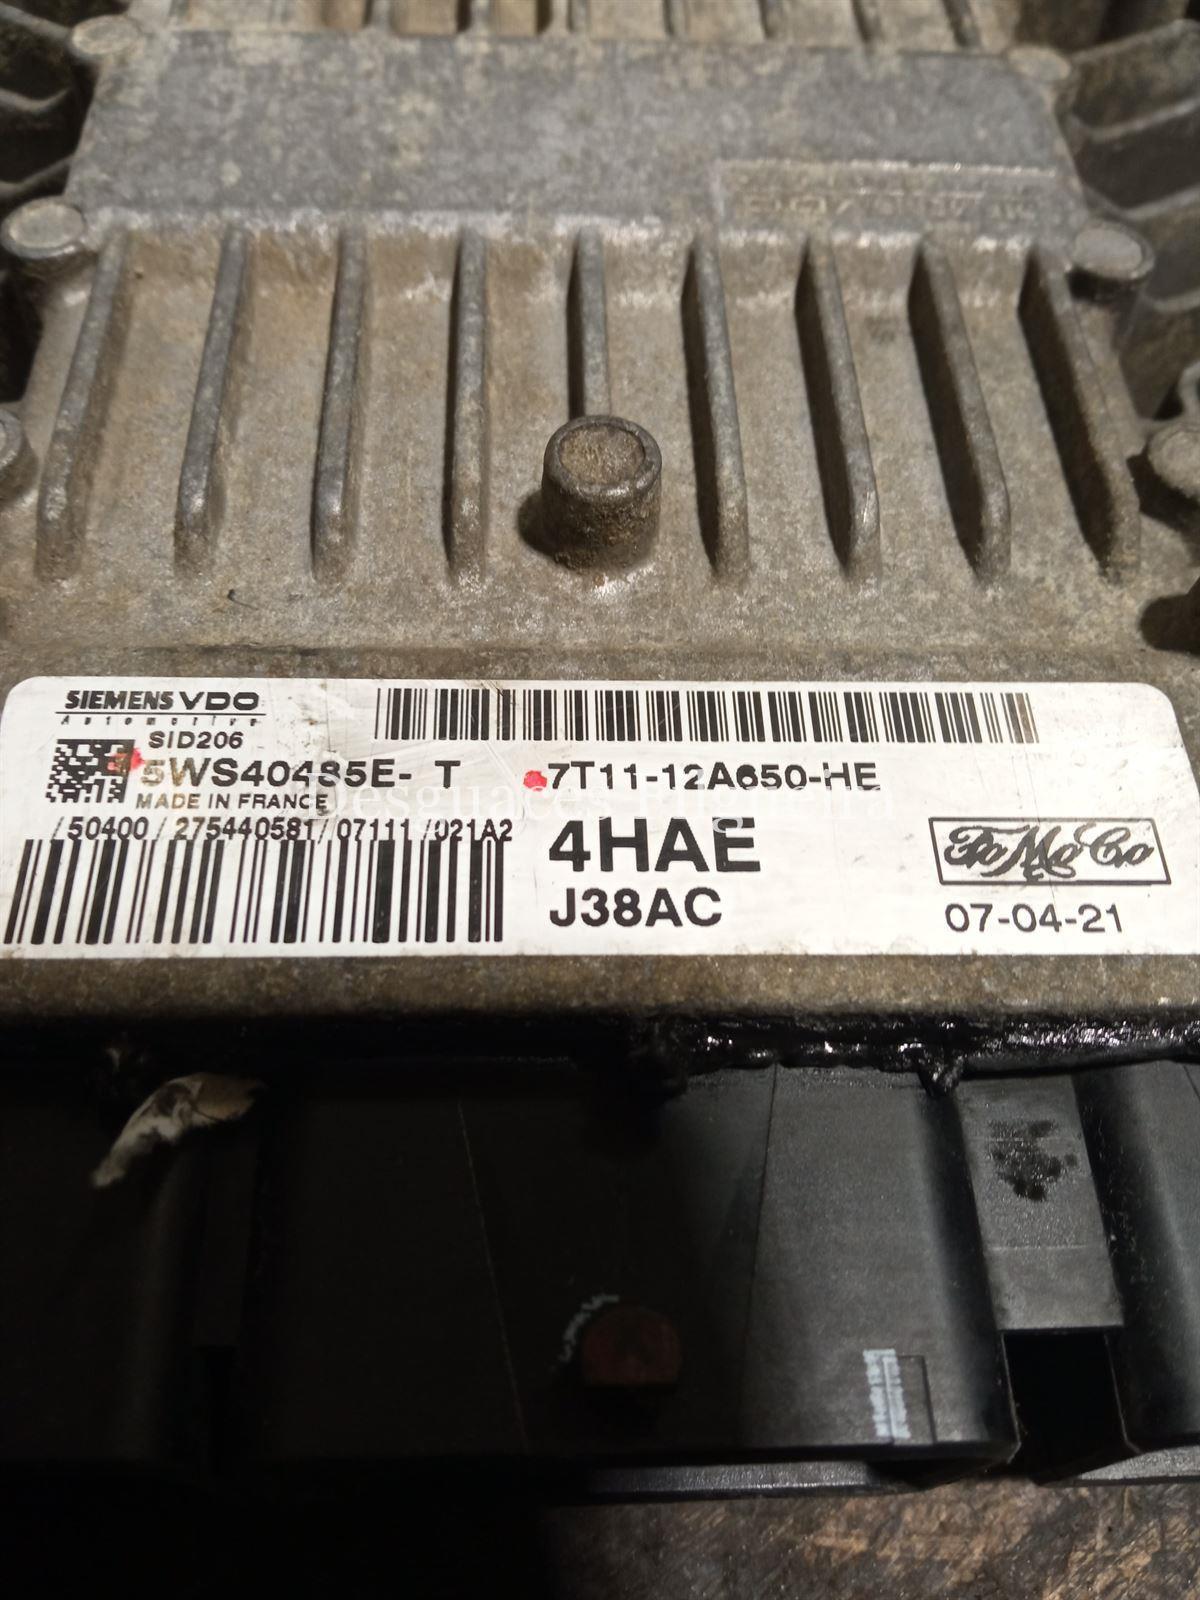 SIEMENS VDO
Automotive
SID206
5WS40485E- T
7T11-12A650-HE
MADE IN FRANCE
/50400/275440581/07111/021A2
4HAE
J38AC
FoMoCo
07-04-21